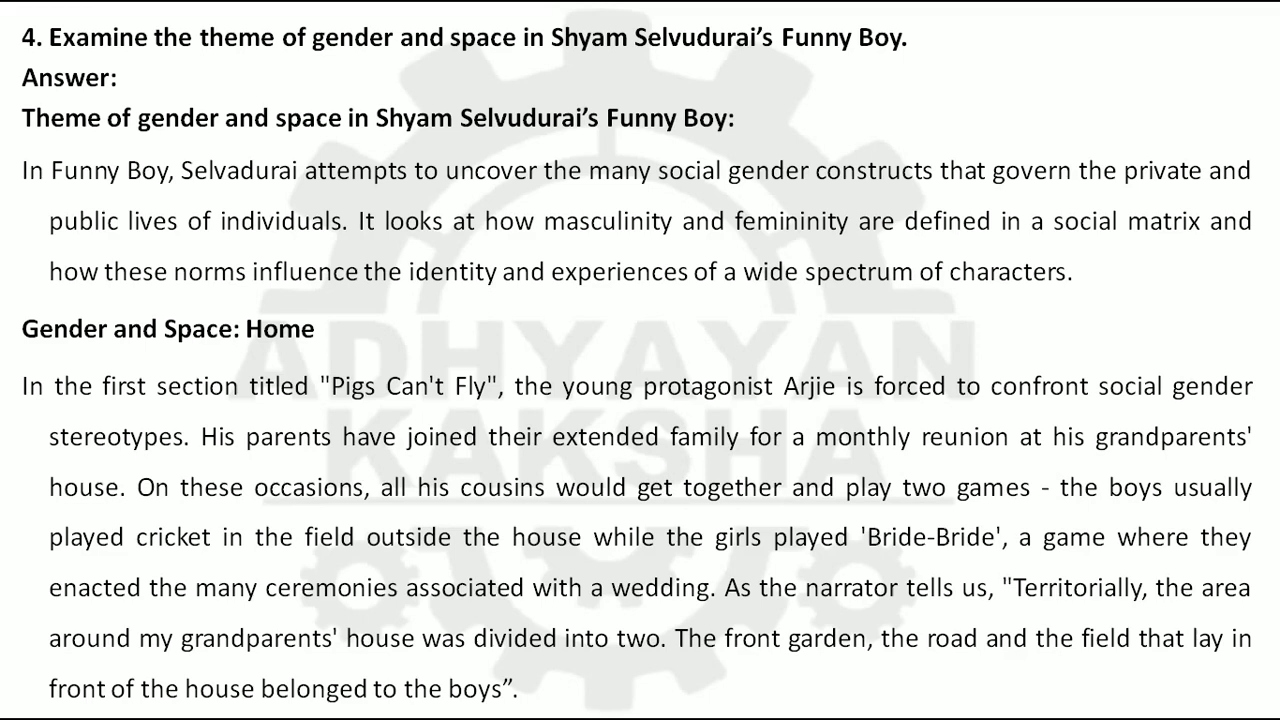 4. Examine the theme of gender and space in Shyam Selvudurai’s Funny Boy.
Answer:
Theme of gender and space in Shyam Selvudurai’s Funny Boy:
In Funny Boy, Selvadurai attempts to uncover the many social gender constructs that govern the private and
public lives of individuals. It looks at how masculinity and femininity are defined in a social matrix and
how these norms influence the identity and experiences of a wide spectrum of characters.
Gender and Space: Home
In the first section titled "Pigs Can't Fly", the young protagonist Arjie is forced to confront social gender
stereotypes. His parents have joined their extended family for a monthly reunion at his grandparents'
house. On these occasions, all his cousins would get together and play two games - the boys usually
played cricket in the field outside the house while the girls played 'Bride-Bride', a game where they
enacted the many ceremonies associated with a wedding. As the narrator tells us, "Territorially, the area
around my grandparents' house was divided into two. The front garden, the road and the field that lay in
front of the house belonged to the boys”.
ADHYAYAN
KAKSHA